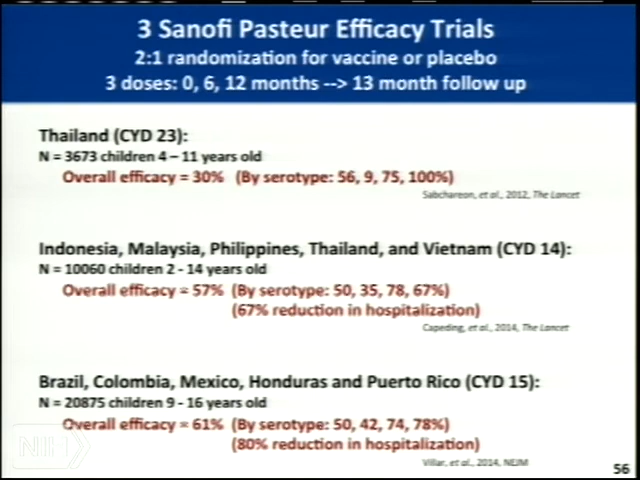 3 Sanofi Pasteur Efficacy Trials
2:1 randomization for vaccine or placebo
3 doses: 0, 6, 12 months --> 13 month follow up
Thailand (CYD 23):
N = 3673 children 4 – 11 years old
Overall efficacy = 30% (By serotype: 56, 9, 75, 100%)
Sabchareon, et al., 2012, The Lancet
Indonesia, Malaysia, Philippines, Thailand, and Vietnam (CYD 14):
N = 10060 children 2 - 14 years old
Overall efficacy = 57% (By serotype: 50, 35, 78, 67%)
(67% reduction in hospitalization)
Capeding, et al., 2014, The Lancet
Brazil, Colombia, Mexico, Honduras and Puerto Rico (CYD 15):
N = 20875 children 9 - 16 years old
Overall efficacy = 61% (By serotype: 50, 42, 74, 78%)
(80% reduction in hospitalization)
Villar, et al., 2014, NEJM
NIH
56